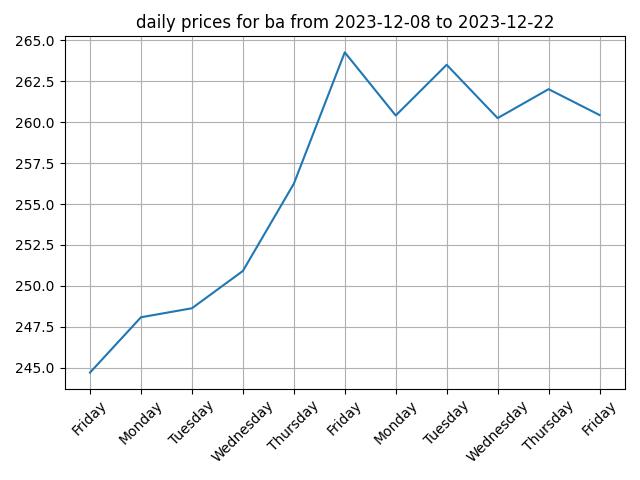 daily prices for ba from 2023-12-08 to 2023-12-22
265.0
262.5
260.0
257.5
255.0
252.5
250.0
247.5
245.0
Friday
Monday
Tuesday
Wednesday
Thursday
Friday
Monday
Tuesday
Wednesday
Thursday
Friday